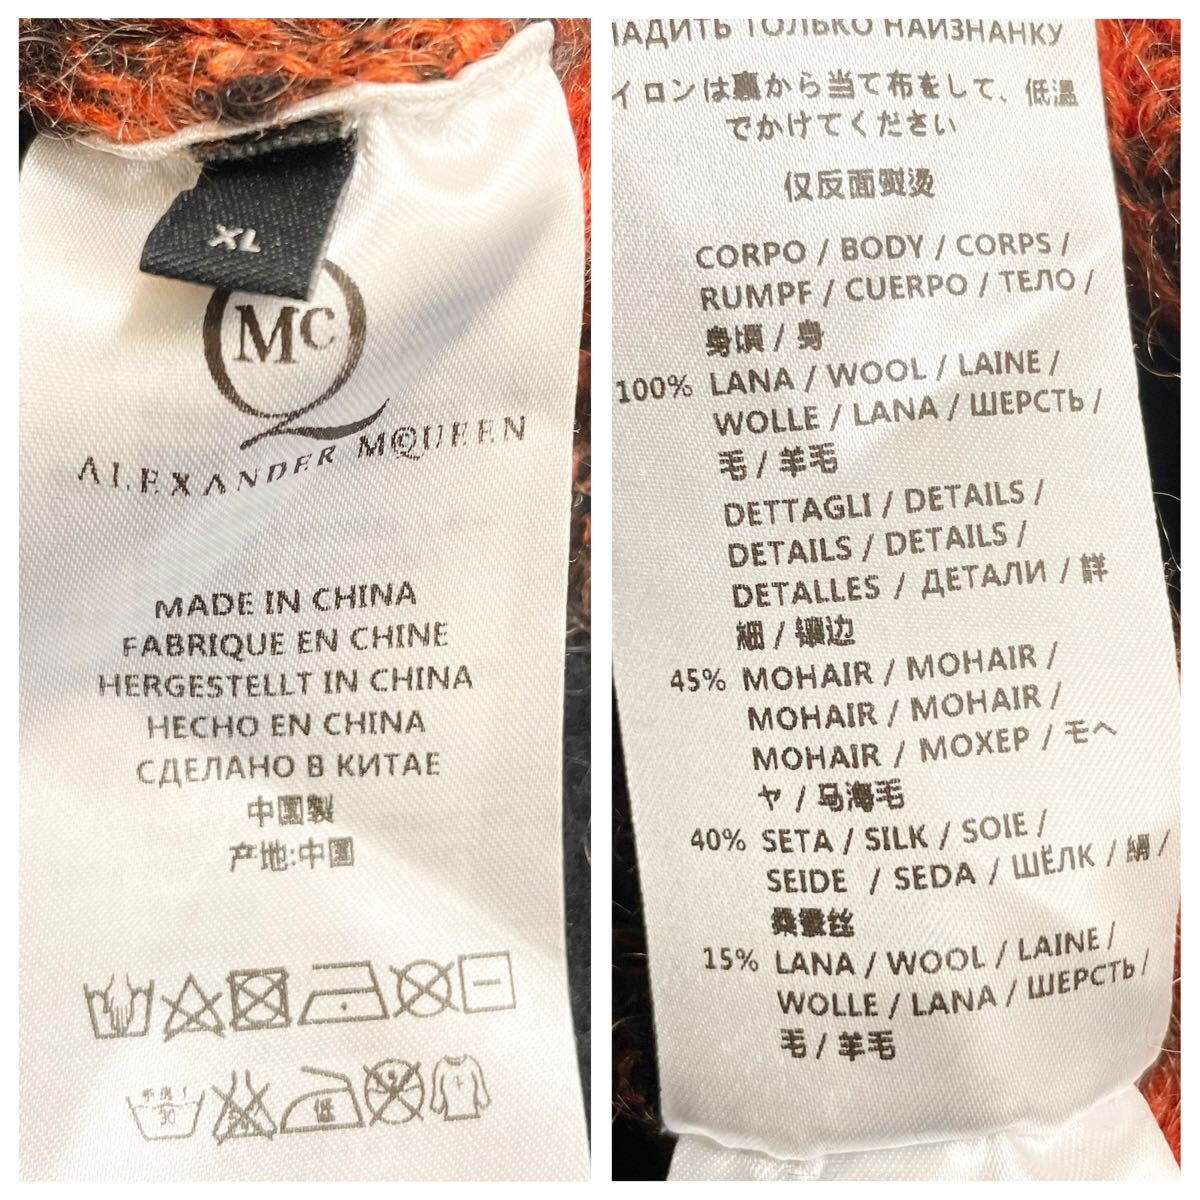 XL
McQ
ALEXANDER MCQUEEN
MADE IN CHINA
FABRIQUE EN CHINE
HERGESTELLT IN CHINA
HECHO EN CHINA
СДЕЛАНО В КИТАЕ
中国製
产地:中国
30
低
ТОЛЬКО НАИЗНАНКУ
イロンは裏から当て布をして、低温
でかけてください
仅反面熨烫
CORPO / BODY / CORPS /
RUMPF / CUERPO / ТЕЛО /
身頃 / 身
100% LANA / WOOL / LAINE /
WOLLE / LANA / ШЕРСТЬ /
毛 / 羊毛
DETTAGLI / DETAILS /
DETAILS / DETAILS /
DETALLES / ДЕТАЛИ / 詳
細 / 镶边
45% MOHAIR / MOHAIR /
MOHAIR / MOHAIR /
MOHAIR / МОХЕР / モヘ
ヤ / 马海毛
40% SETA / SILK / SOIE /
SEIDE / SEDA / ШЁЛК / 絹 /
桑蚕丝
15% LANA / WOOL / LAINE /
WOLLE / LANA / ШЕРСТЬ /
毛 / 羊毛